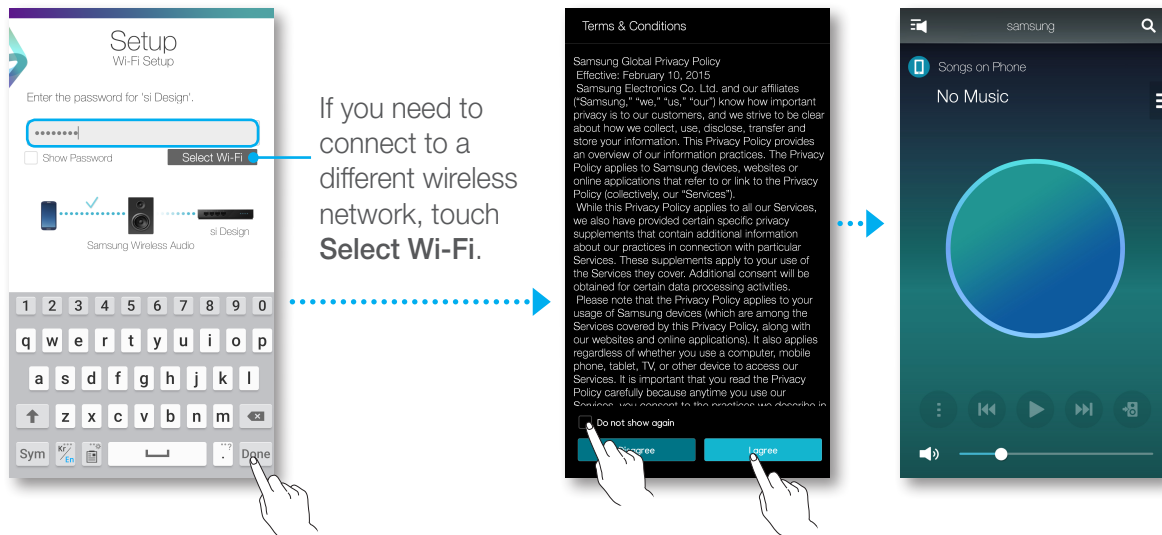 Setup
Wi-Fi Setup
Enter the password for 'si Design'.
••••••••
Show Password
Select Wi-Fi
si Design
Samsung Wireless Audio
1 2 3 4 5 6 7 8 9 0
q w e r t y u i o p
a s d f g h j k l
z x c v b n m
Sym Kr/En . ? Done
If you need to
connect to a
different wireless
network, touch
Select Wi-Fi.
Terms & Conditions
Samsung Global Privacy Policy
Effective: February 10, 2015
Samsung Electronics Co. Ltd. and our affiliates
("Samsung," "we," "us," "our") know how important
privacy is to our customers, and we strive to be clear
about how we collect, use, disclose, transfer and
store your information. This Privacy Policy provides
an overview of our information practices. The Privacy
Policy applies to Samsung devices, websites or
online applications that refer to or link to the Privacy
Policy (collectively, our "Services").
While this Privacy Policy applies to all our Services,
we also have provided certain specific privacy
supplements that contain additional information
about our practices in connection with particular
Services. These supplements apply to your use of
the Services they cover. Additional consent will be
obtained for certain data processing activities.
Please note that the Privacy Policy applies to your
usage of Samsung devices (which are among the
Services covered by this Privacy Policy, along with
our websites and online applications). It also applies
regardless of whether you use a computer, mobile
phone, tablet, TV, or other device to access our
Services. It is important that you read the Privacy
Policy carefully because anytime you use our
Services, you consent to the practices we describe in
Do not show again
Disagree
I agree
samsung
Songs on Phone
No Music